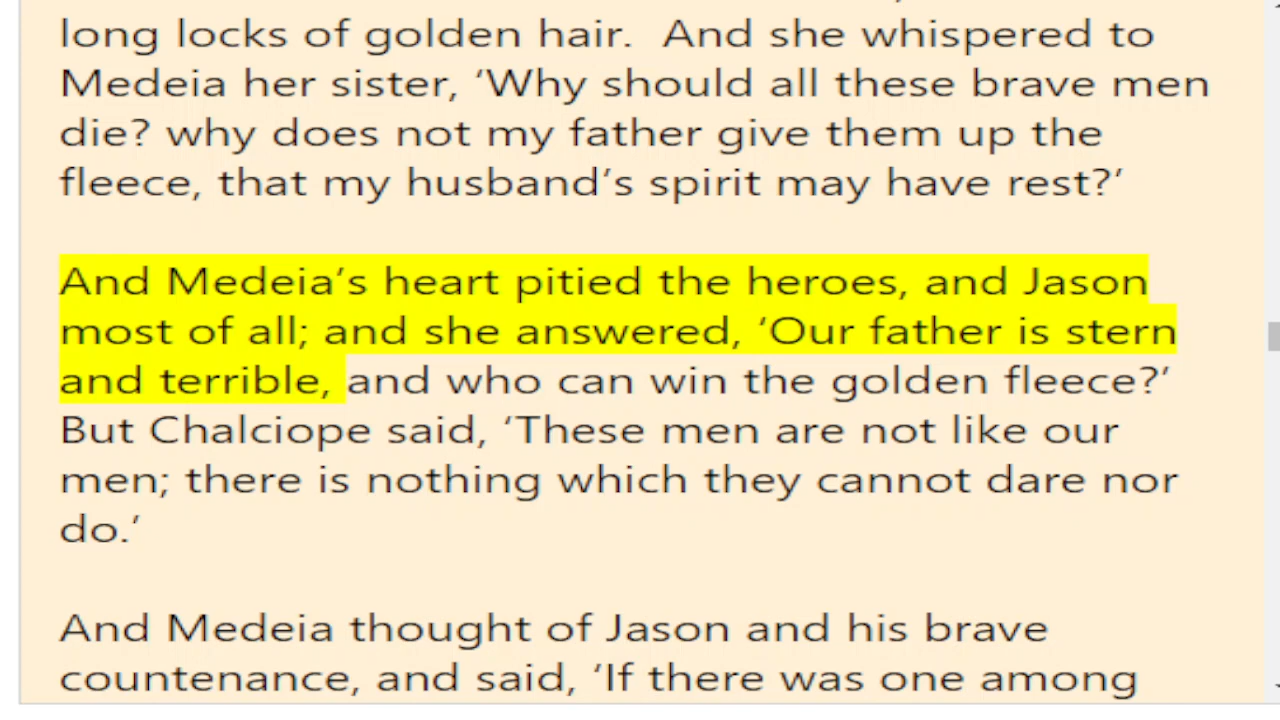 long locks of golden hair.  And she whispered to
Medeia her sister, ‘Why should all these brave men
die? why does not my father give them up the
fleece, that my husband’s spirit may have rest?’
And Medeia’s heart pitied the heroes, and Jason
most of all; and she answered, ‘Our father is stern
and terrible, and who can win the golden fleece?’
But Chalciope said, ‘These men are not like our
men; there is nothing which they cannot dare nor
do.’
And Medeia thought of Jason and his brave
countenance, and said, ‘If there was one among